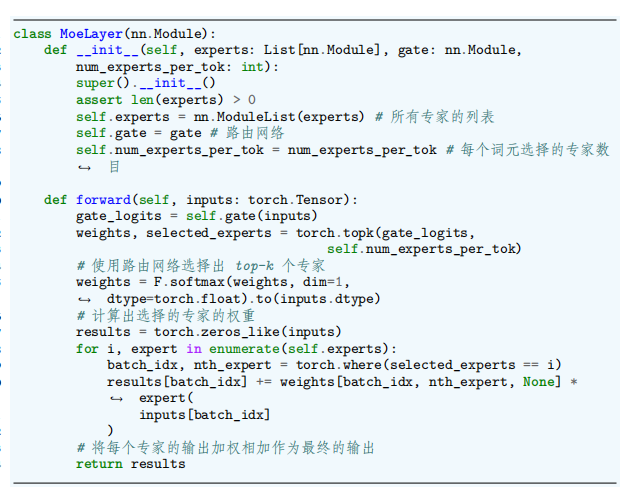 class MoeLayer(nn.Module):
    def __init__(self, experts: List[nn.Module], gate: nn.Module,
        num_experts_per_tok: int):
        super().__init__()
        assert len(experts) > 0
        self.experts = nn.ModuleList(experts) # 所有专家的列表
        self.gate = gate # 路由网络
        self.num_experts_per_tok = num_experts_per_tok # 每个词元选择的专家数
        ↪ 目
    def forward(self, inputs: torch.Tensor):
        gate_logits = self.gate(inputs)
        weights, selected_experts = torch.topk(gate_logits,
                                        self.num_experts_per_tok)
        # 使用路由网络选择出 top-k 个专家
        weights = F.softmax(weights, dim=1,
        ↪ dtype=torch.float).to(inputs.dtype)
        # 计算出选择的专家的权重
        results = torch.zeros_like(inputs)
        for i, expert in enumerate(self.experts):
            batch_idx, nth_expert = torch.where(selected_experts == i)
            results[batch_idx] += weights[batch_idx, nth_expert, None] *
            ↪ expert(
                inputs[batch_idx]
            )
        # 将每个专家的输出加权相加作为最终的输出
        return results